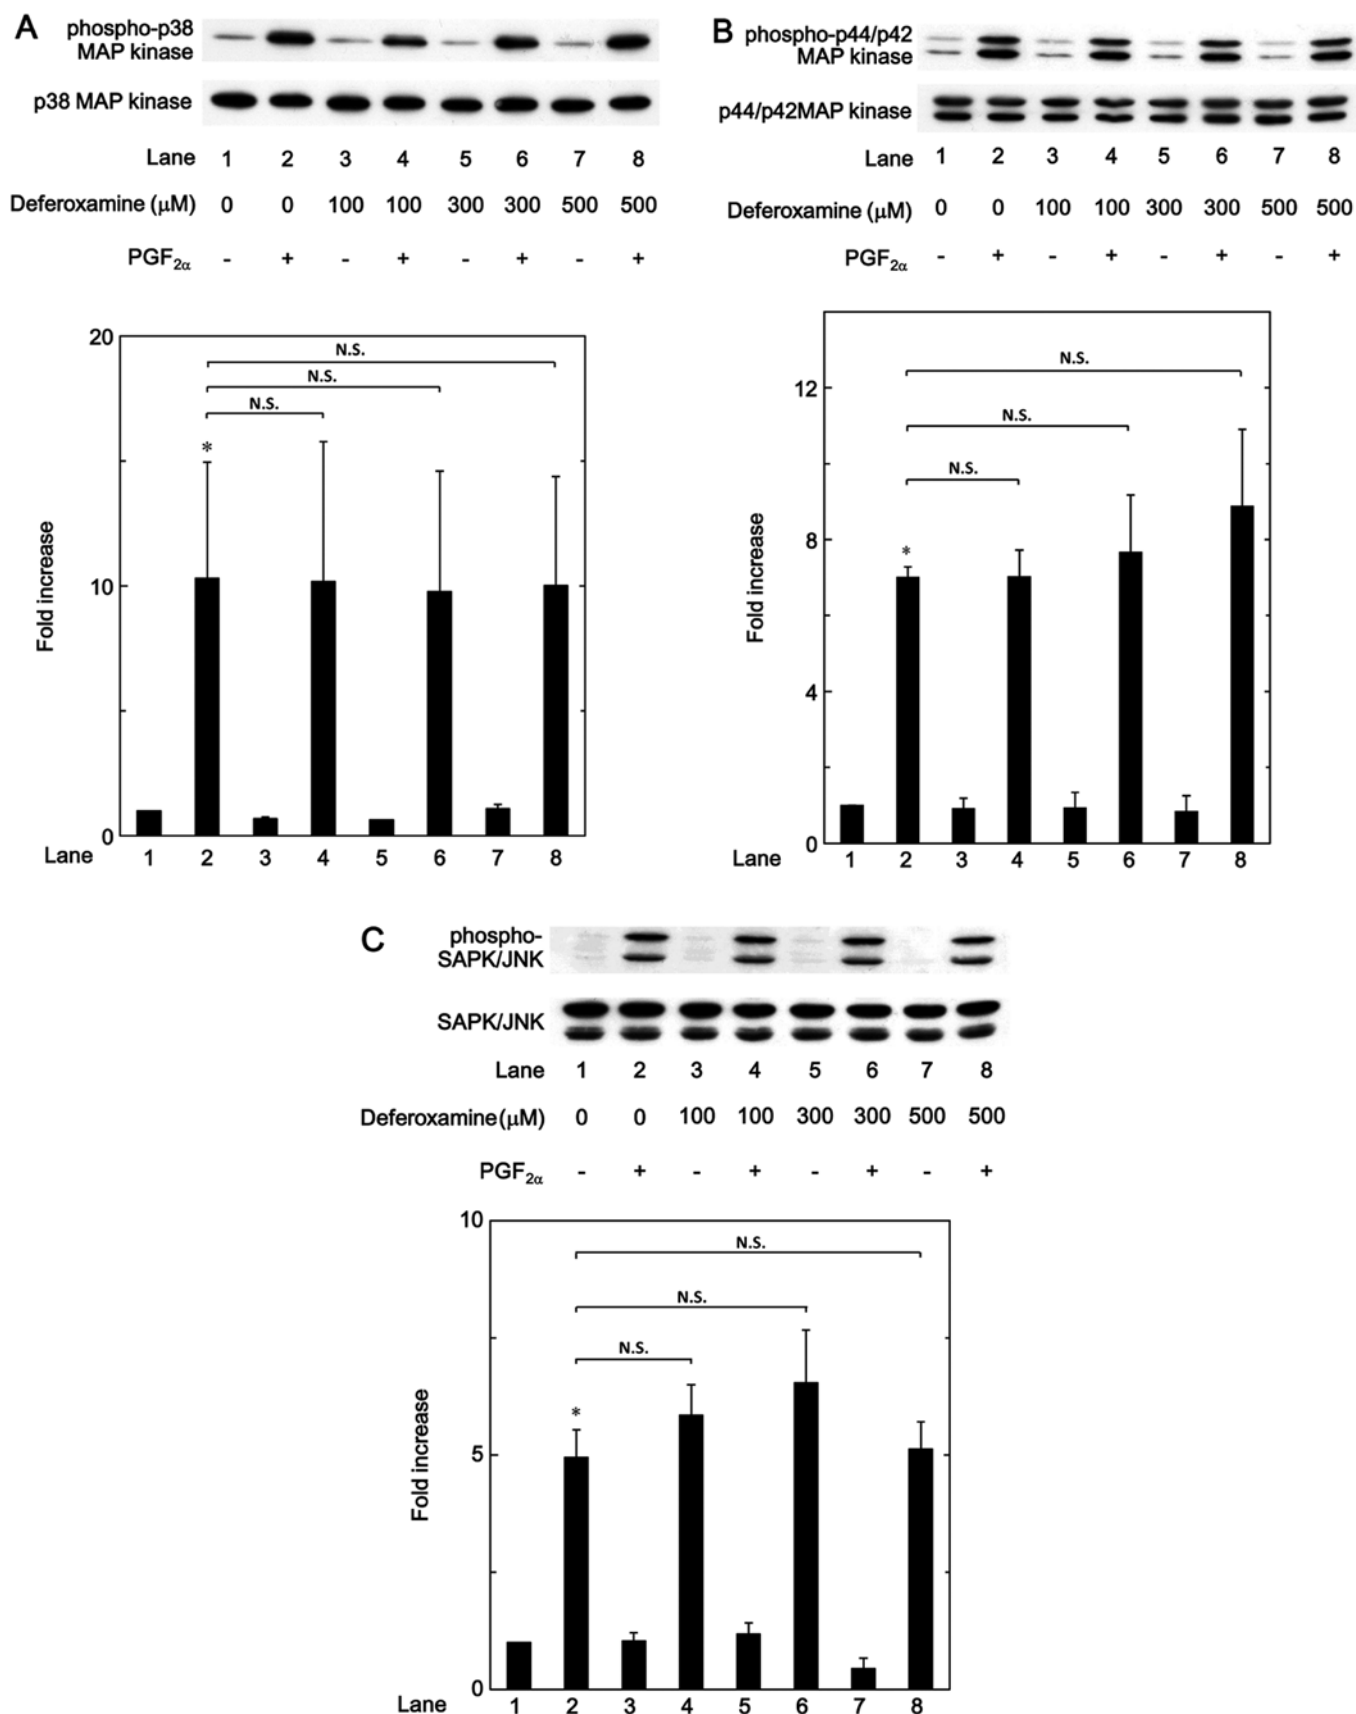 A
phospho-p38
MAP kinase
p38 MAP kinase
Lane 1 2 3 4 5 6 7 8
Deferoxamine (μM) 0 0 100 100 300 300 500 500
PGF2α - + - + - + - +
20
N.S.
N.S.
N.S.
*
10
0
Fold increase
Lane 1 2 3 4 5 6 7 8
B
phospho-p44/p42
MAP kinase
p44/p42MAP kinase
Lane 1 2 3 4 5 6 7 8
Deferoxamine (μM) 0 0 100 100 300 300 500 500
PGF2α - + - + - + - +
N.S.
12
N.S.
N.S.
*
8
4
0
Fold increase
Lane 1 2 3 4 5 6 7 8
C
phospho-
SAPK/JNK
SAPK/JNK
Lane 1 2 3 4 5 6 7 8
Deferoxamine (μM) 0 0 100 100 300 300 500 500
PGF2α - + - + - + - +
10
N.S.
N.S.
N.S.
*
5
0
Fold increase
Lane 1 2 3 4 5 6 7 8